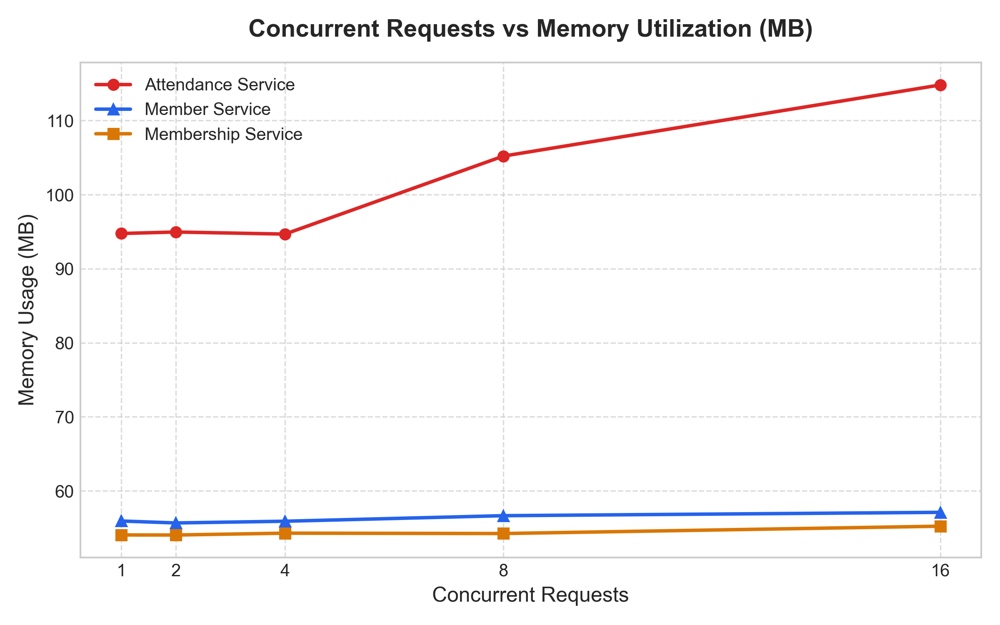 Concurrent Requests vs Memory Utilization (MB)
Attendance Service
Member Service
Membership Service
Memory Usage (MB)
110
100
90
80
70
60
1 2 4 8 16
Concurrent Requests